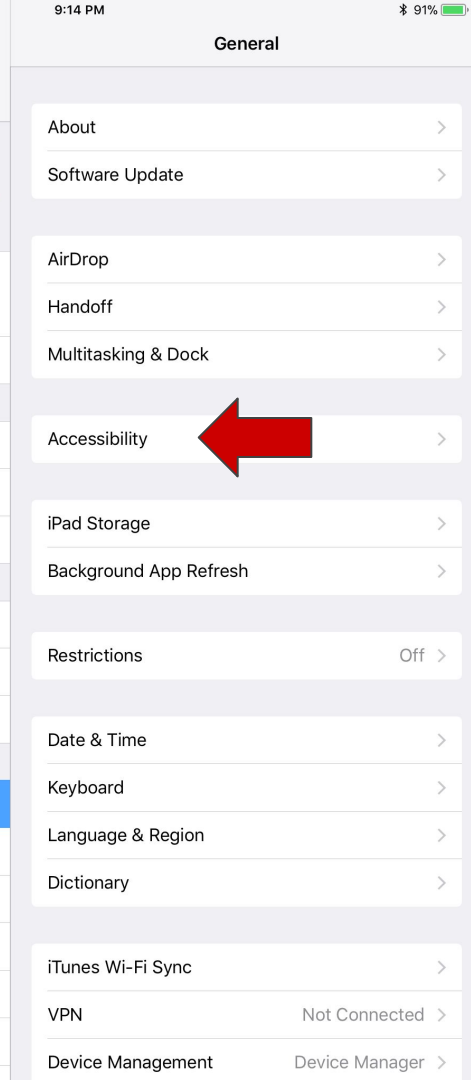 9:14 PM 91%
General
About
Software Update
AirDrop
Handoff
Multitasking & Dock
Accessibility
iPad Storage
Background App Refresh
Restrictions Off
Date & Time
Keyboard
Language & Region
Dictionary
iTunes Wi-Fi Sync
VPN Not Connected
Device Management Device Manager